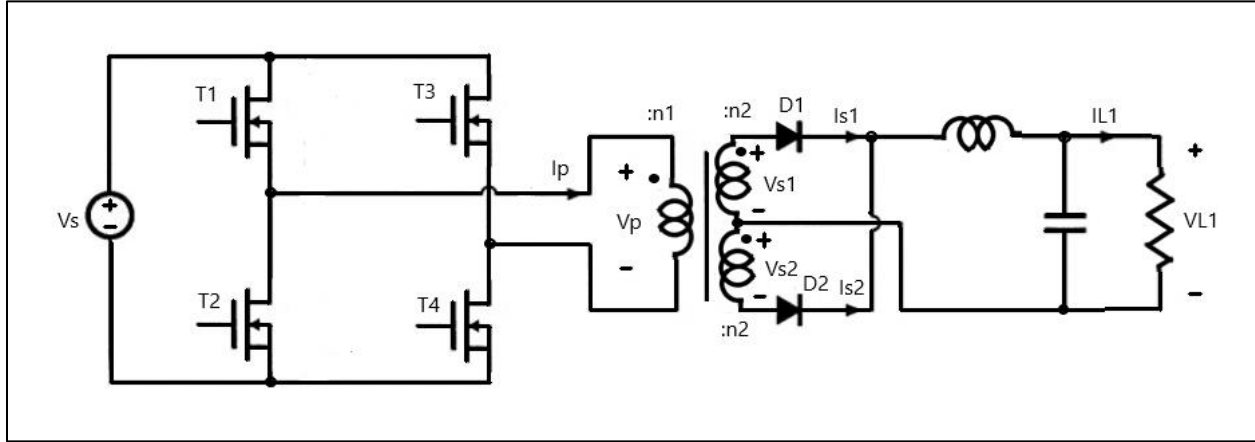 Vs
+
-
T1
T2
T3
T4
Ip
:n1
+
Vp
-
:n2
+
Vs1
-
+
Vs2
-
:n2
D1
Is1
D2
Is2
IL1
+
VL1
-